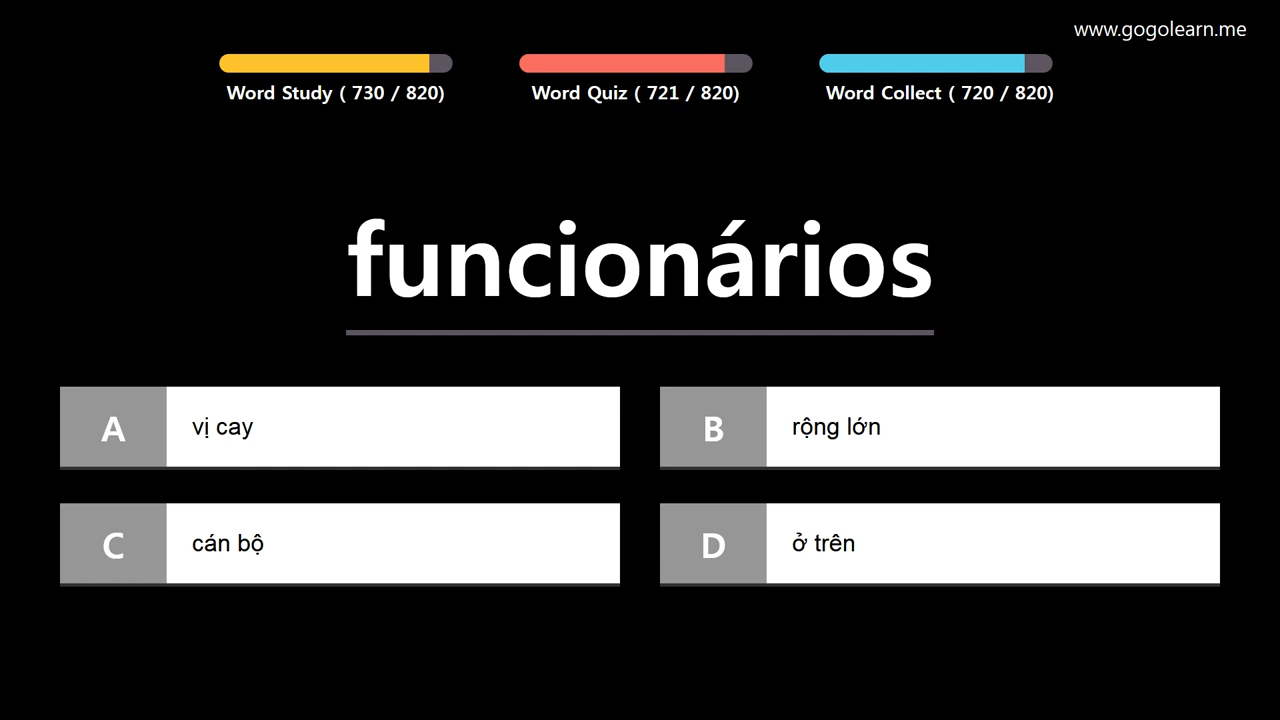 www.gogolearn.me
Word Study ( 730 / 820)
Word Quiz ( 721 / 820)
Word Collect ( 720 / 820)
funcionários
A vị cay
B rộng lớn
C cán bộ
D ở trên